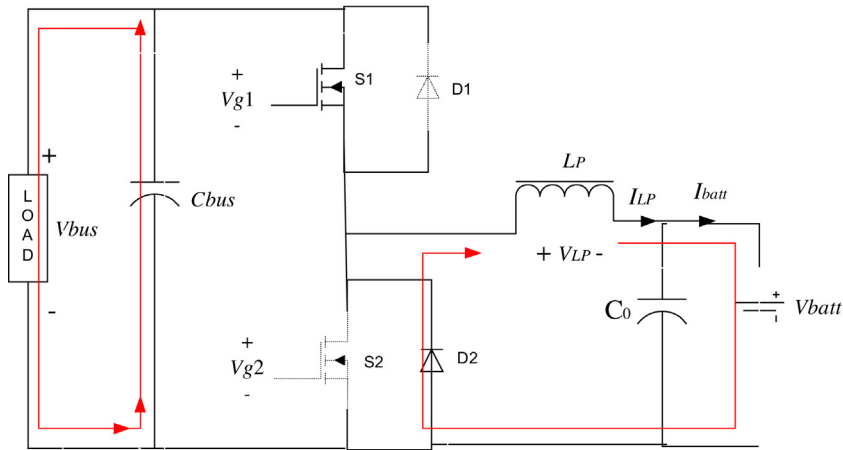 +
Vg1
-
S1
D1
LP
ILP
Ibatt
LOAD
+
Vbus
-
Cbus
+ VLP -
C0
+
-
Vbatt
+
Vg2
-
S2
D2